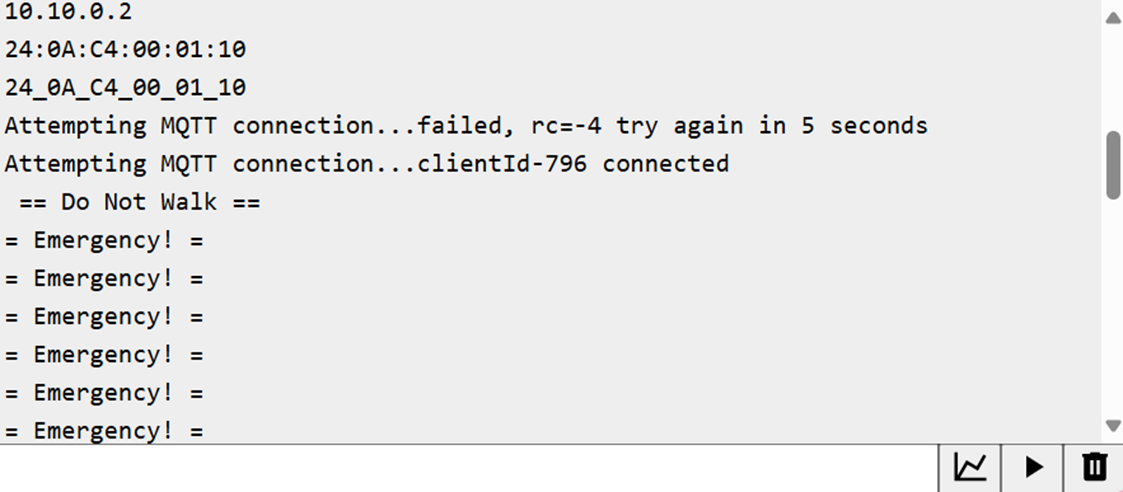 10.10.0.2
24:0A:C4:00:01:10
24_0A_C4_00_01_10
Attempting MQTT connection...failed, rc=-4 try again in 5 seconds
Attempting MQTT connection...clientId-796 connected
== Do Not Walk ==
= Emergency! =
= Emergency! =
= Emergency! =
= Emergency! =
= Emergency! =
= Emergency! =